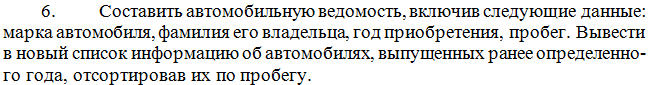 6. Составить автомобильную ведомость, включив следующие данные:
марка автомобиля, фамилия его владельца, год приобретения, пробег. Вывести
в новый список информацию об автомобилях, выпущенных ранее определенно-
го года, отсортировав их по пробегу.